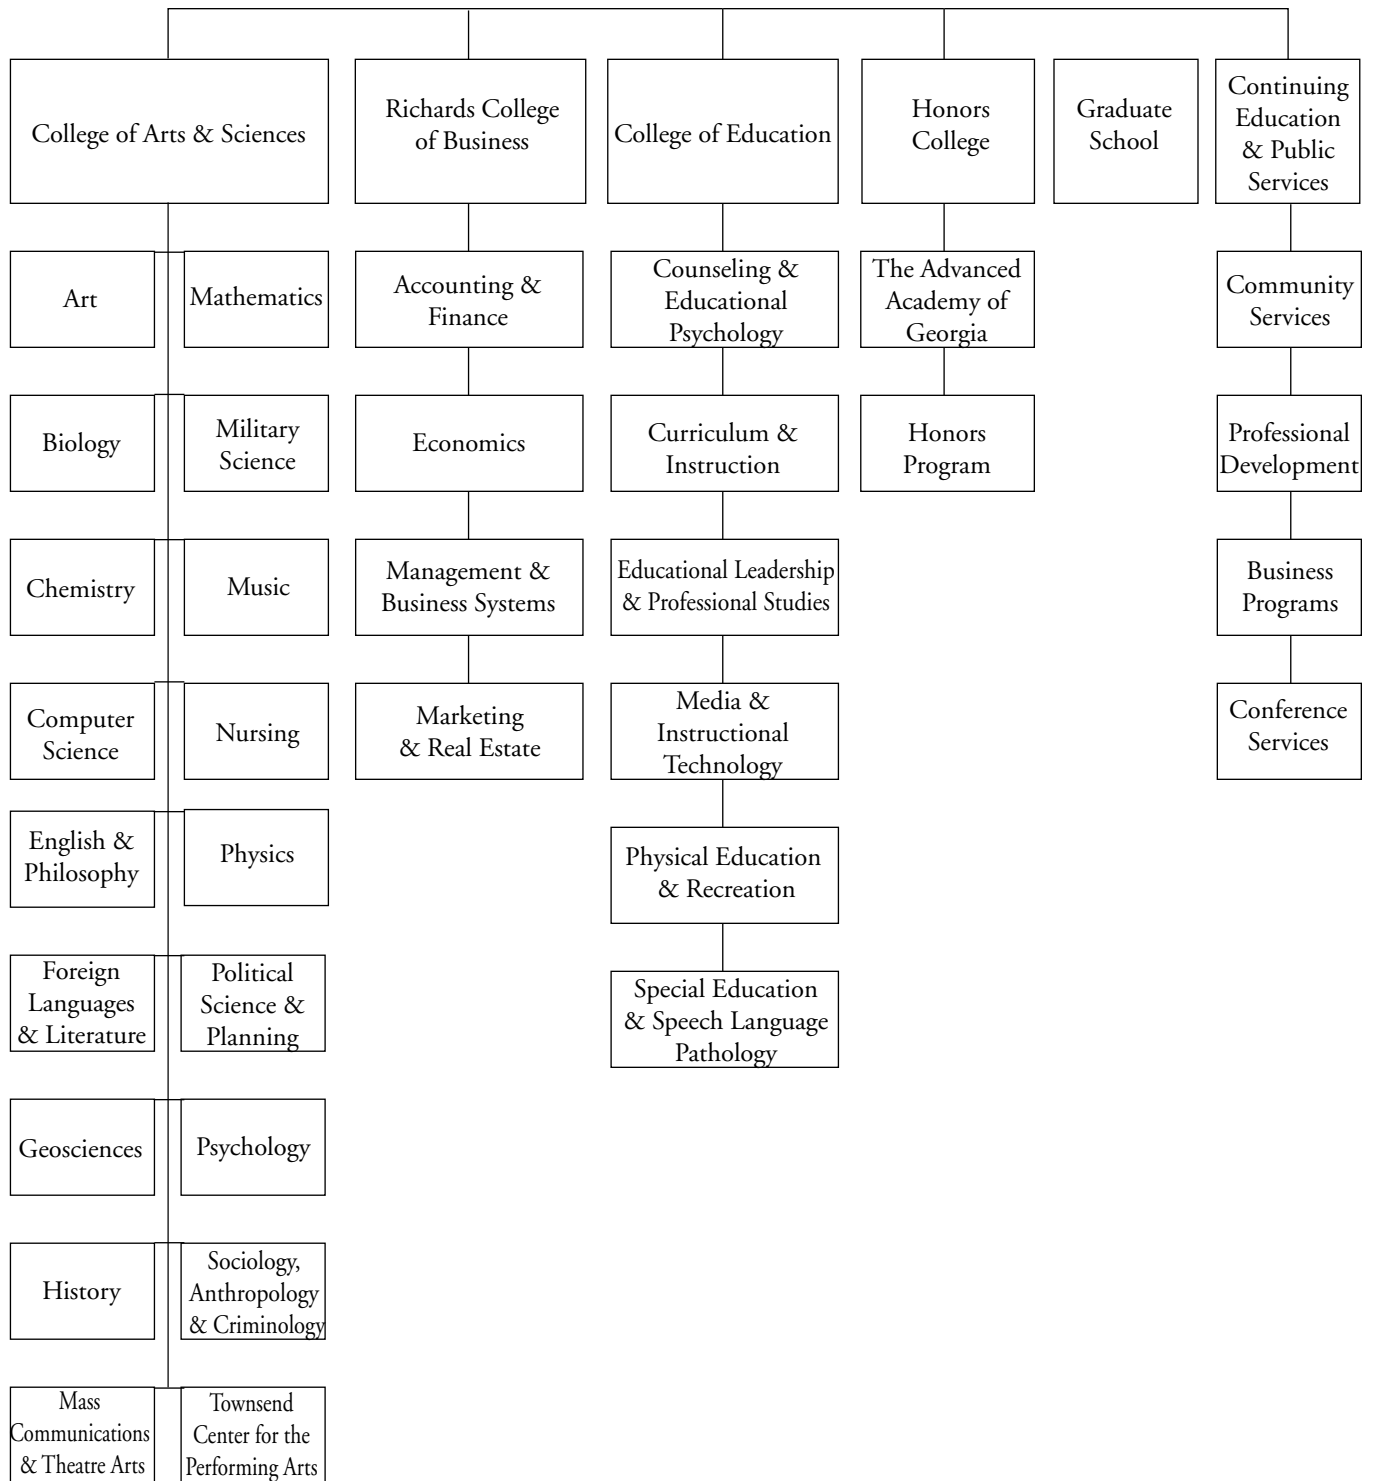 College of Arts & Sciences
Richards College
of Business
College of Education
Honors
College
Graduate
School
Continuing
Education
& Public
Services
Art
Mathematics
Accounting &
Finance
Counseling &
Educational
Psychology
The Advanced
Academy of
Georgia
Community
Services
Biology
Military
Science
Economics
Curriculum &
Instruction
Honors
Program
Professional
Development
Chemistry
Music
Management &
Business Systems
Educational Leadership
& Professional Studies
Business
Programs
Computer
Science
Nursing
Marketing
& Real Estate
Media &
Instructional
Technology
Conference
Services
English &
Philosophy
Physics
Physical Education
& Recreation
Foreign
Languages
& Literature
Political
Science &
Planning
Special Education
& Speech Language
Pathology
Geosciences
Psychology
History
Sociology,
Anthropology
& Criminology
Mass
Communications
& Theatre Arts
Townsend
Center for the
Performing Arts